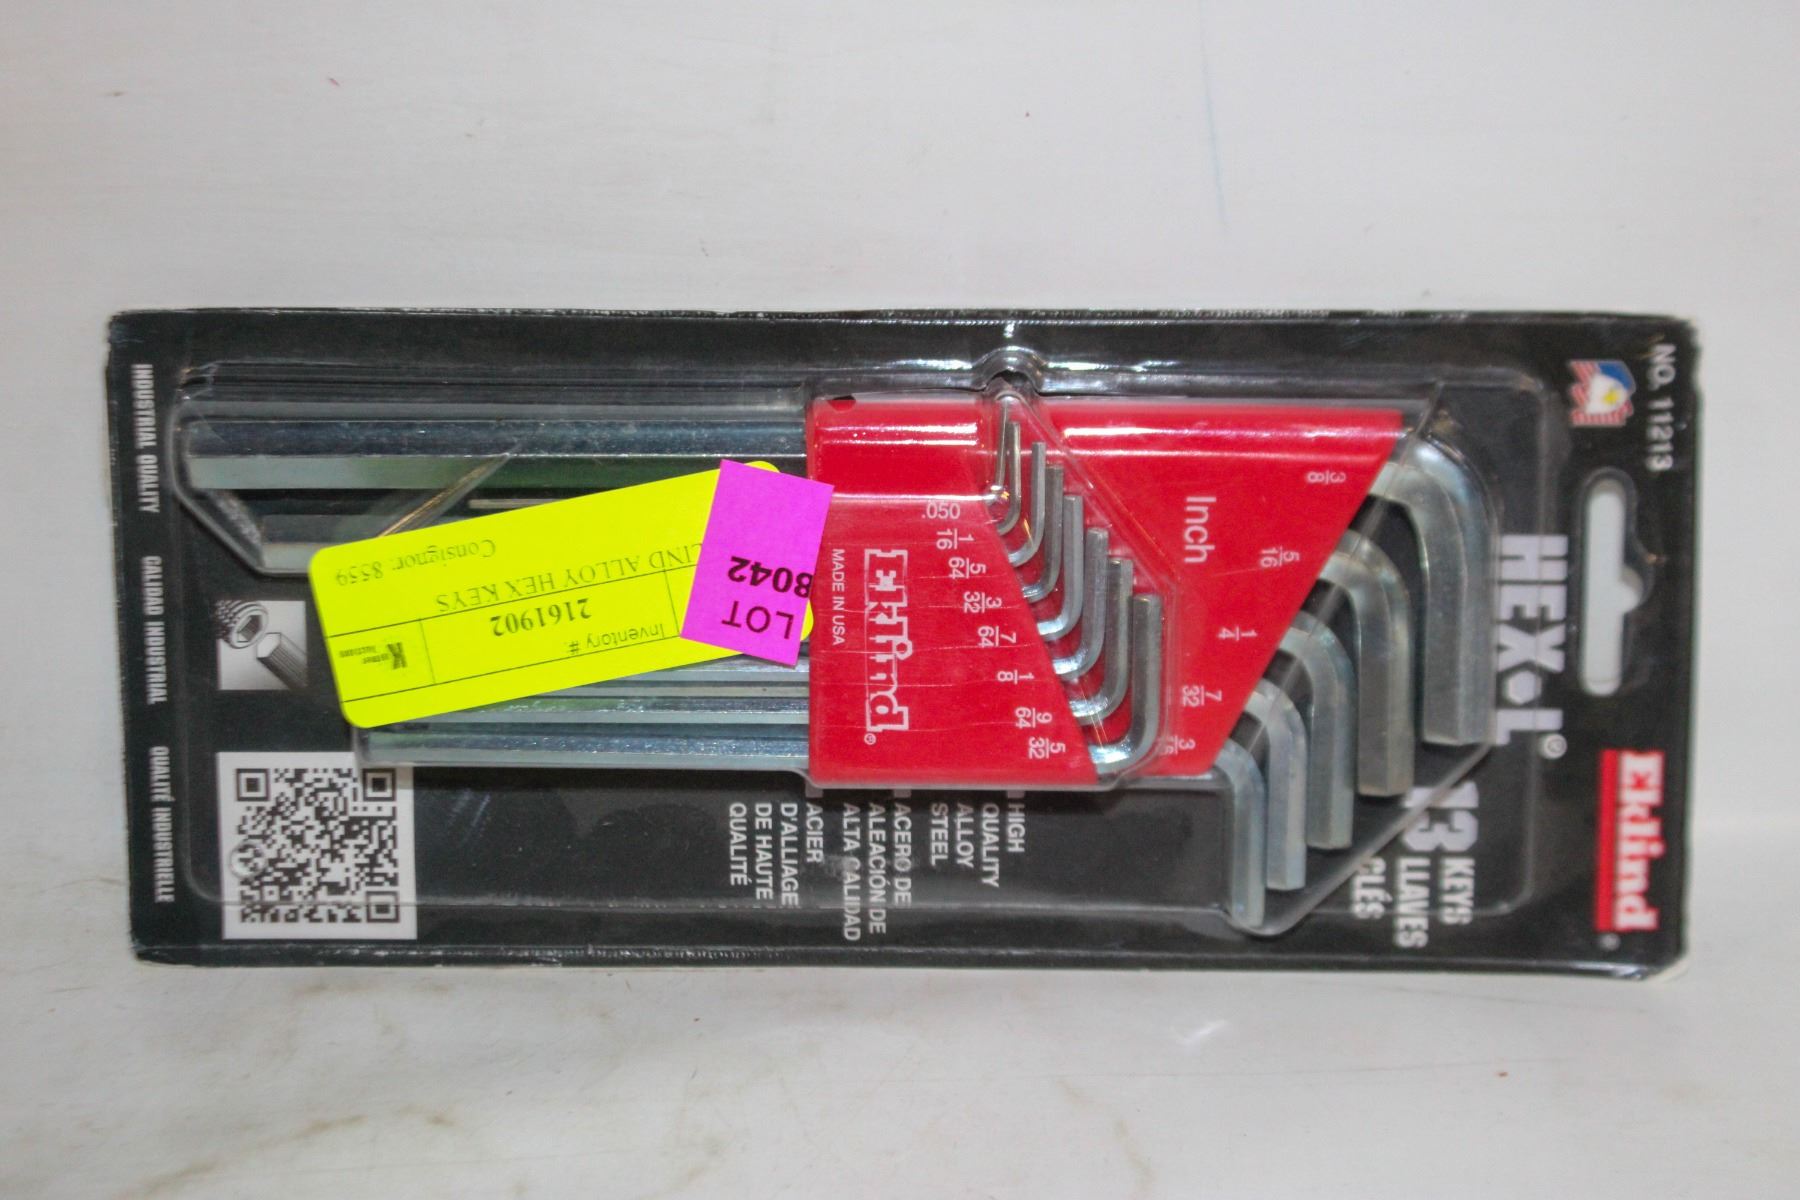 NO. 11213
Eklind®
HEX-L®
13 KEYS
LLAVES
CLÉS
Inch
3/8
5/16
1/4
7/32
3/16
.050
1/16
5/64
3/32
7/64
1/8
9/64
5/32
Eklind®
MADE IN USA
HIGH
QUALITY
ALLOY
STEEL
ACERO DE
ALEACIÓN DE
ALTA CALIDAD
ACIER
D'ALLIAGE
DE HAUTE
QUALITÉ
LOT
8042
Inventory #:
2161902
LIND ALLOY HEX KEYS
Consignor: 8559
INDUSTRIAL QUALITY
CALIDAD INDUSTRIAL
QUALITÉ INDUSTRIELLE